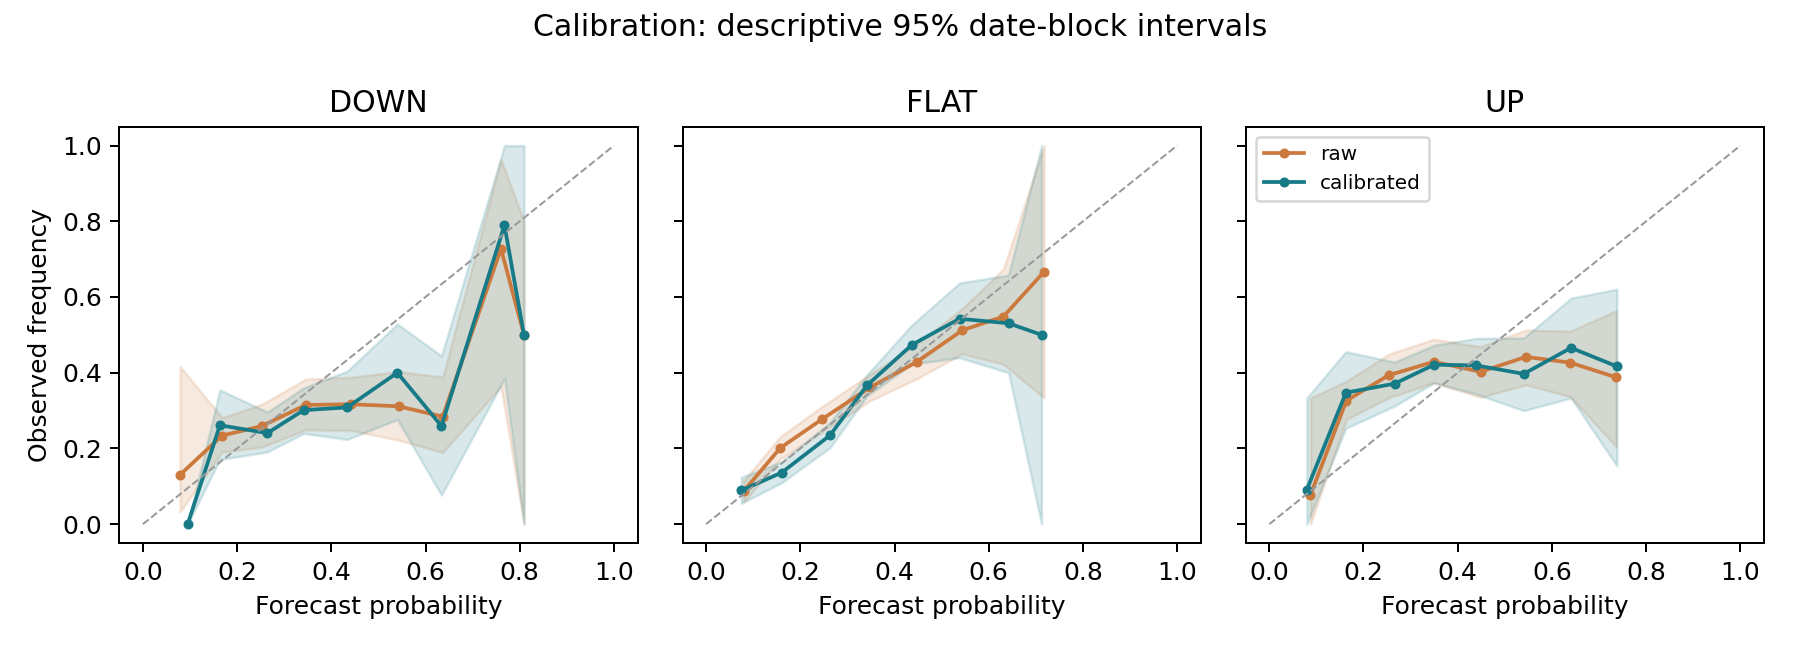 Calibration: descriptive 95% date-block intervals
DOWN
FLAT
UP
raw
calibrated
Observed frequency
1.0
0.8
0.6
0.4
0.2
0.0
0.0 0.2 0.4 0.6 0.8 1.0
0.0 0.2 0.4 0.6 0.8 1.0
0.0 0.2 0.4 0.6 0.8 1.0
Forecast probability
Forecast probability
Forecast probability